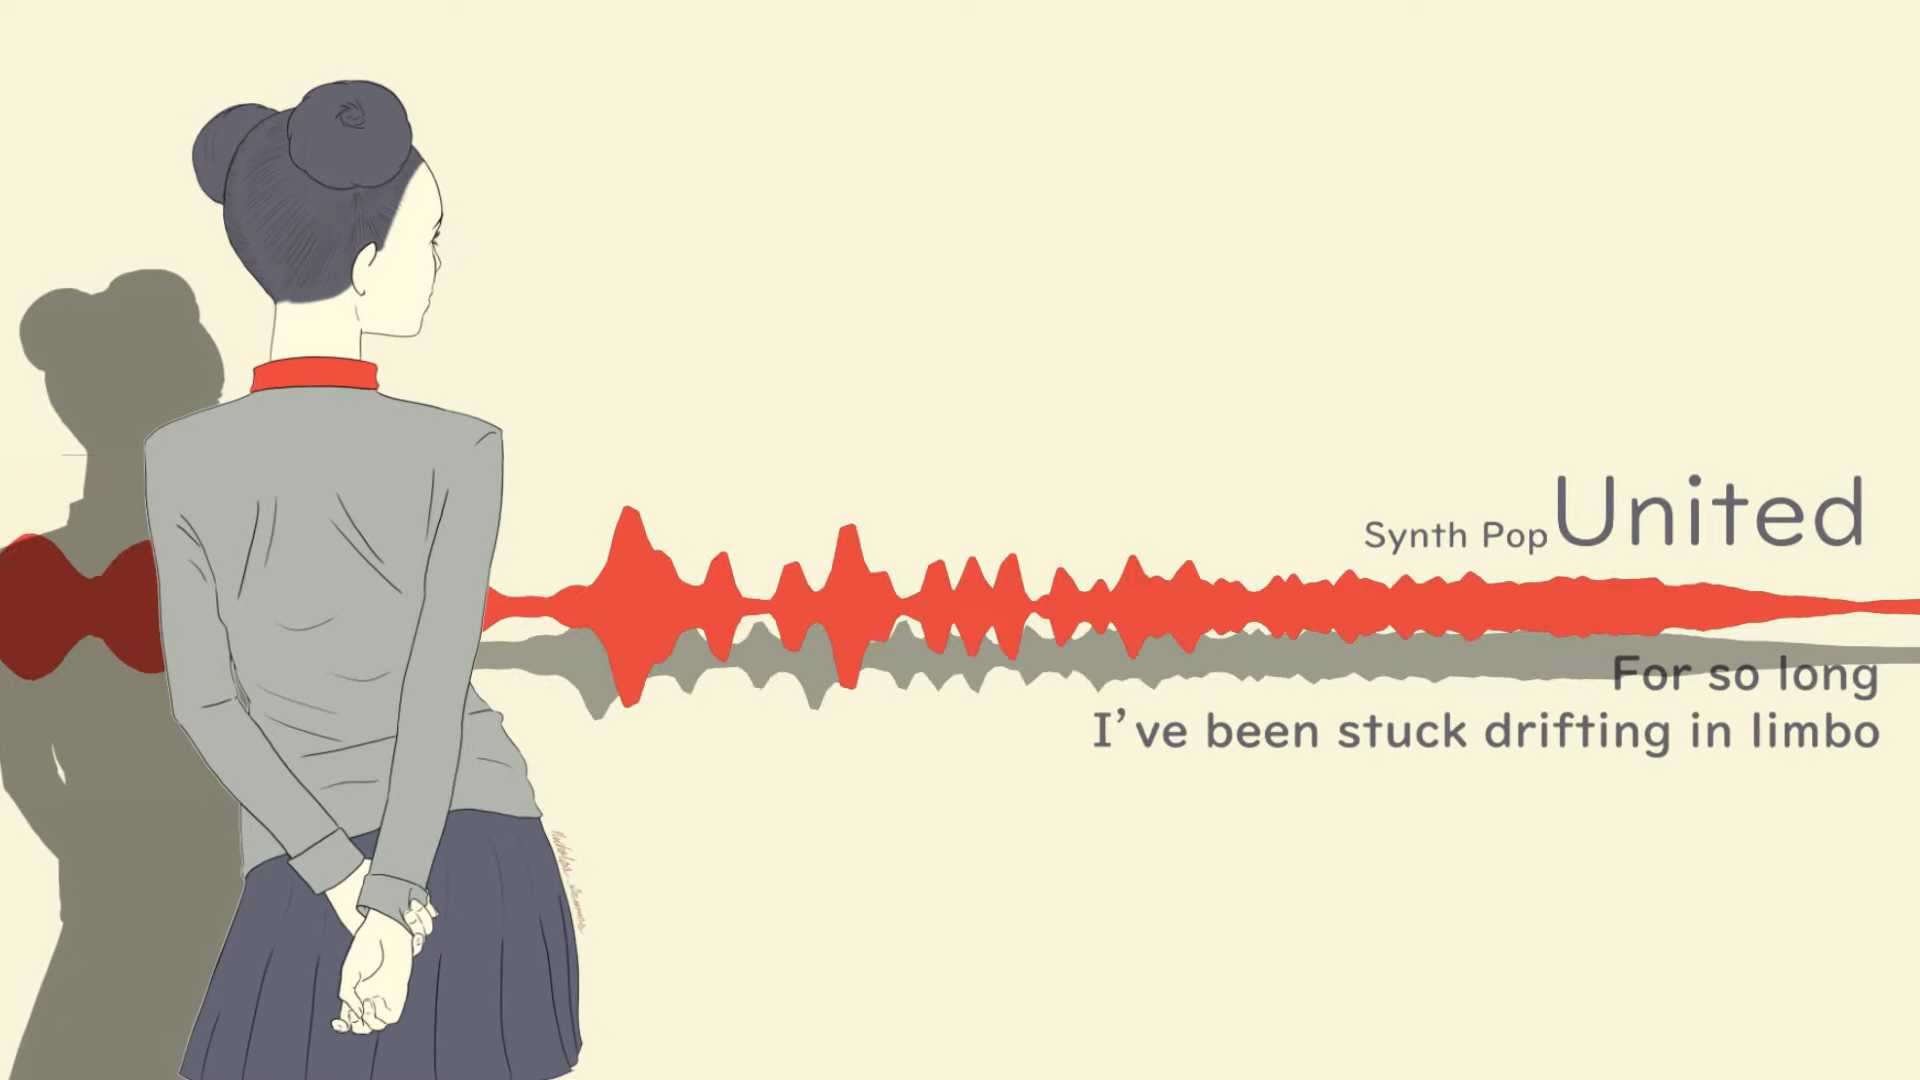 Synth Pop United
For so long
I've been stuck drifting in limbo